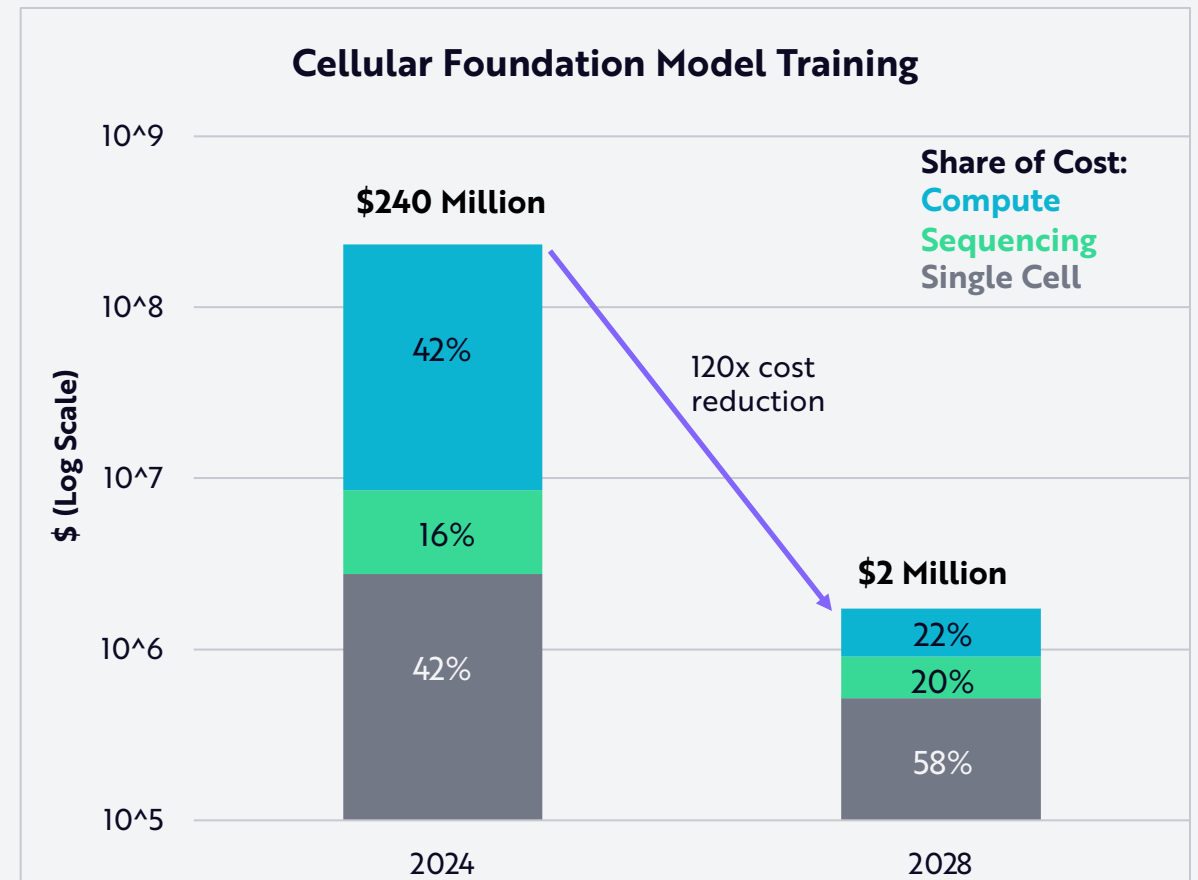 Cellular Foundation Model Training
10^9
Share of Cost:
Compute
$240 Million
Sequencing
Single Cell
10^8
42%
120x cost
reduction
$ (Log Scale)
10^7
16%
$2 Million
22%
10^6
42%
20%
58%
10^5
2024
2028